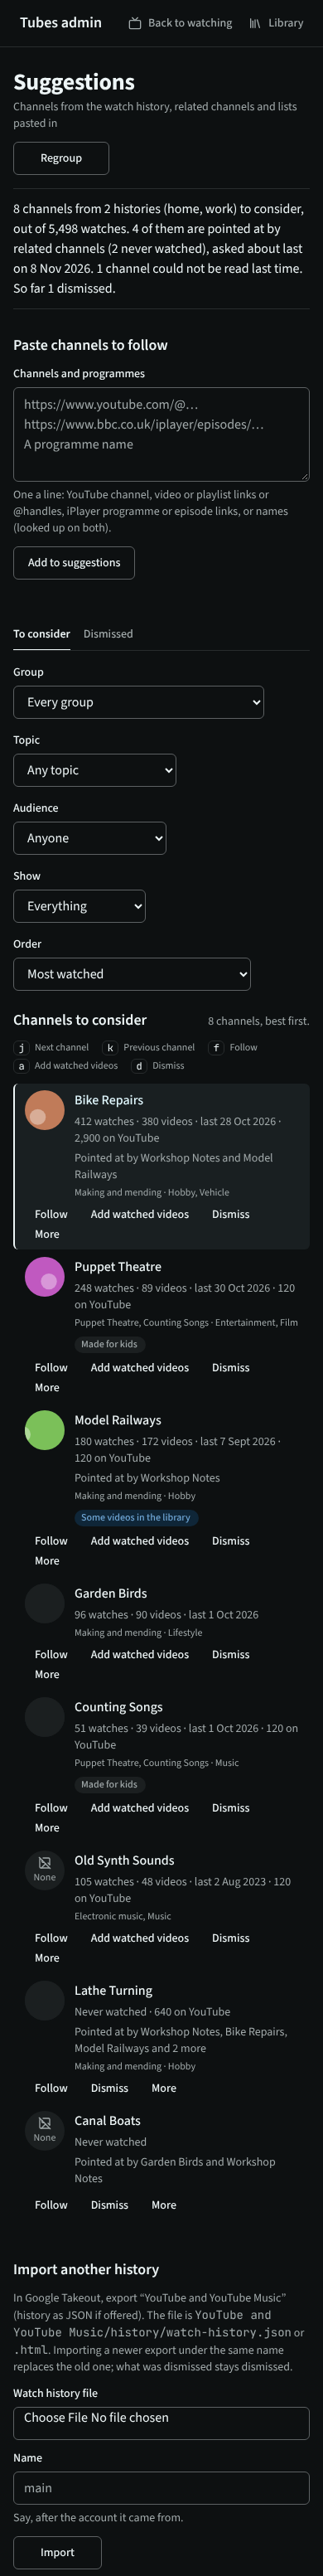 Tubes admin
Back to watching
Library
Suggestions
Channels from the watch history, related channels and lists
pasted in
Regroup
8 channels from 2 histories (home, work) to consider,
out of 5,498 watches. 4 of them are pointed at by
related channels (2 never watched), asked about last
on 8 Nov 2026. 1 channel could not be read last time.
So far 1 dismissed.
Paste channels to follow
Channels and programmes
https://www.youtube.com/@…
https://www.bbc.co.uk/iplayer/episodes/…
A programme name
One a line: YouTube channel, video or playlist links or
@handles, iPlayer programme or episode links, or names
(looked up on both).
Add to suggestions
To consider
Dismissed
Group
Every group
Topic
Any topic
Audience
Anyone
Show
Everything
Order
Most watched
Channels to consider
8 channels, best first.
j Next channel k Previous channel f Follow
a Add watched videos d Dismiss
Bike Repairs
412 watches · 380 videos · last 28 Oct 2026 ·
2,900 on YouTube
Pointed at by Workshop Notes and Model
Railways
Making and mending · Hobby, Vehicle
Follow Add watched videos Dismiss
More
Puppet Theatre
248 watches · 89 videos · last 30 Oct 2026 · 120
on YouTube
Puppet Theatre, Counting Songs · Entertainment, Film
Made for kids
Follow Add watched videos Dismiss
More
Model Railways
180 watches · 172 videos · last 7 Sept 2026 ·
120 on YouTube
Pointed at by Workshop Notes
Making and mending · Hobby
Some videos in the library
Follow Add watched videos Dismiss
More
Garden Birds
96 watches · 90 videos · last 1 Oct 2026
Making and mending · Lifestyle
Follow Add watched videos Dismiss
More
Counting Songs
51 watches · 39 videos · last 1 Oct 2026 · 120 on
YouTube
Puppet Theatre, Counting Songs · Music
Made for kids
Follow Add watched videos Dismiss
More
None
Old Synth Sounds
105 watches · 48 videos · last 2 Aug 2023 · 120
on YouTube
Electronic music, Music
Follow Add watched videos Dismiss
More
Lathe Turning
Never watched · 640 on YouTube
Pointed at by Workshop Notes, Bike Repairs,
Model Railways and 2 more
Making and mending · Hobby
Follow Dismiss More
None
Canal Boats
Never watched
Pointed at by Garden Birds and Workshop
Notes
Follow Dismiss More
Import another history
In Google Takeout, export “YouTube and YouTube Music”
(history as JSON if offered). The file is YouTube and
YouTube Music/history/watch-history.json or
.html. Importing a newer export under the same name
replaces the old one; what was dismissed stays dismissed.
Watch history file
Choose File No file chosen
Name
main
Say, after the account it came from.
Import